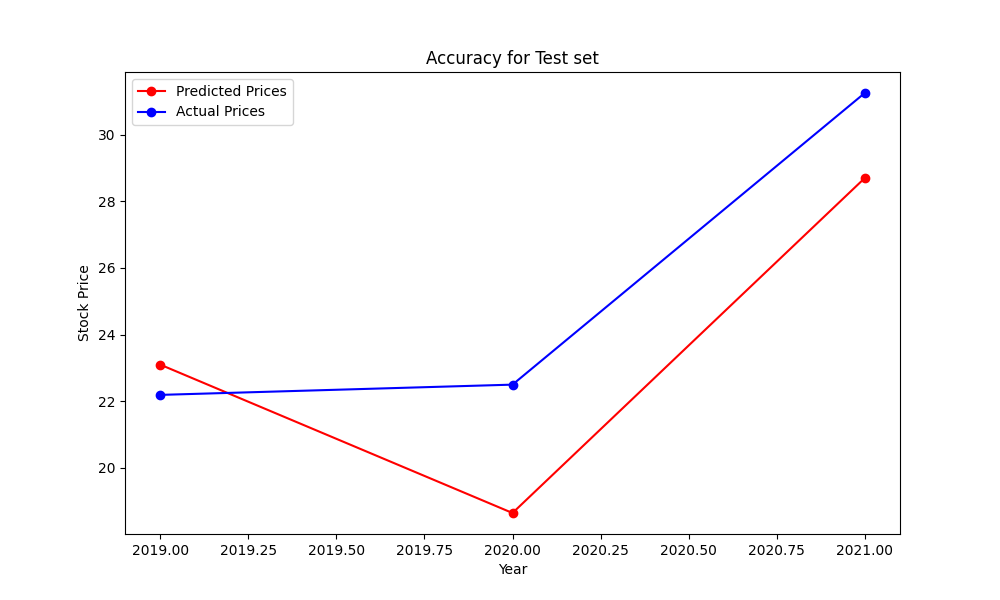 Accuracy for Test set
Predicted Prices
Actual Prices
Stock Price
30
28
26
24
22
20
2019.00 2019.25 2019.50 2019.75 2020.00 2020.25 2020.50 2020.75 2021.00
Year